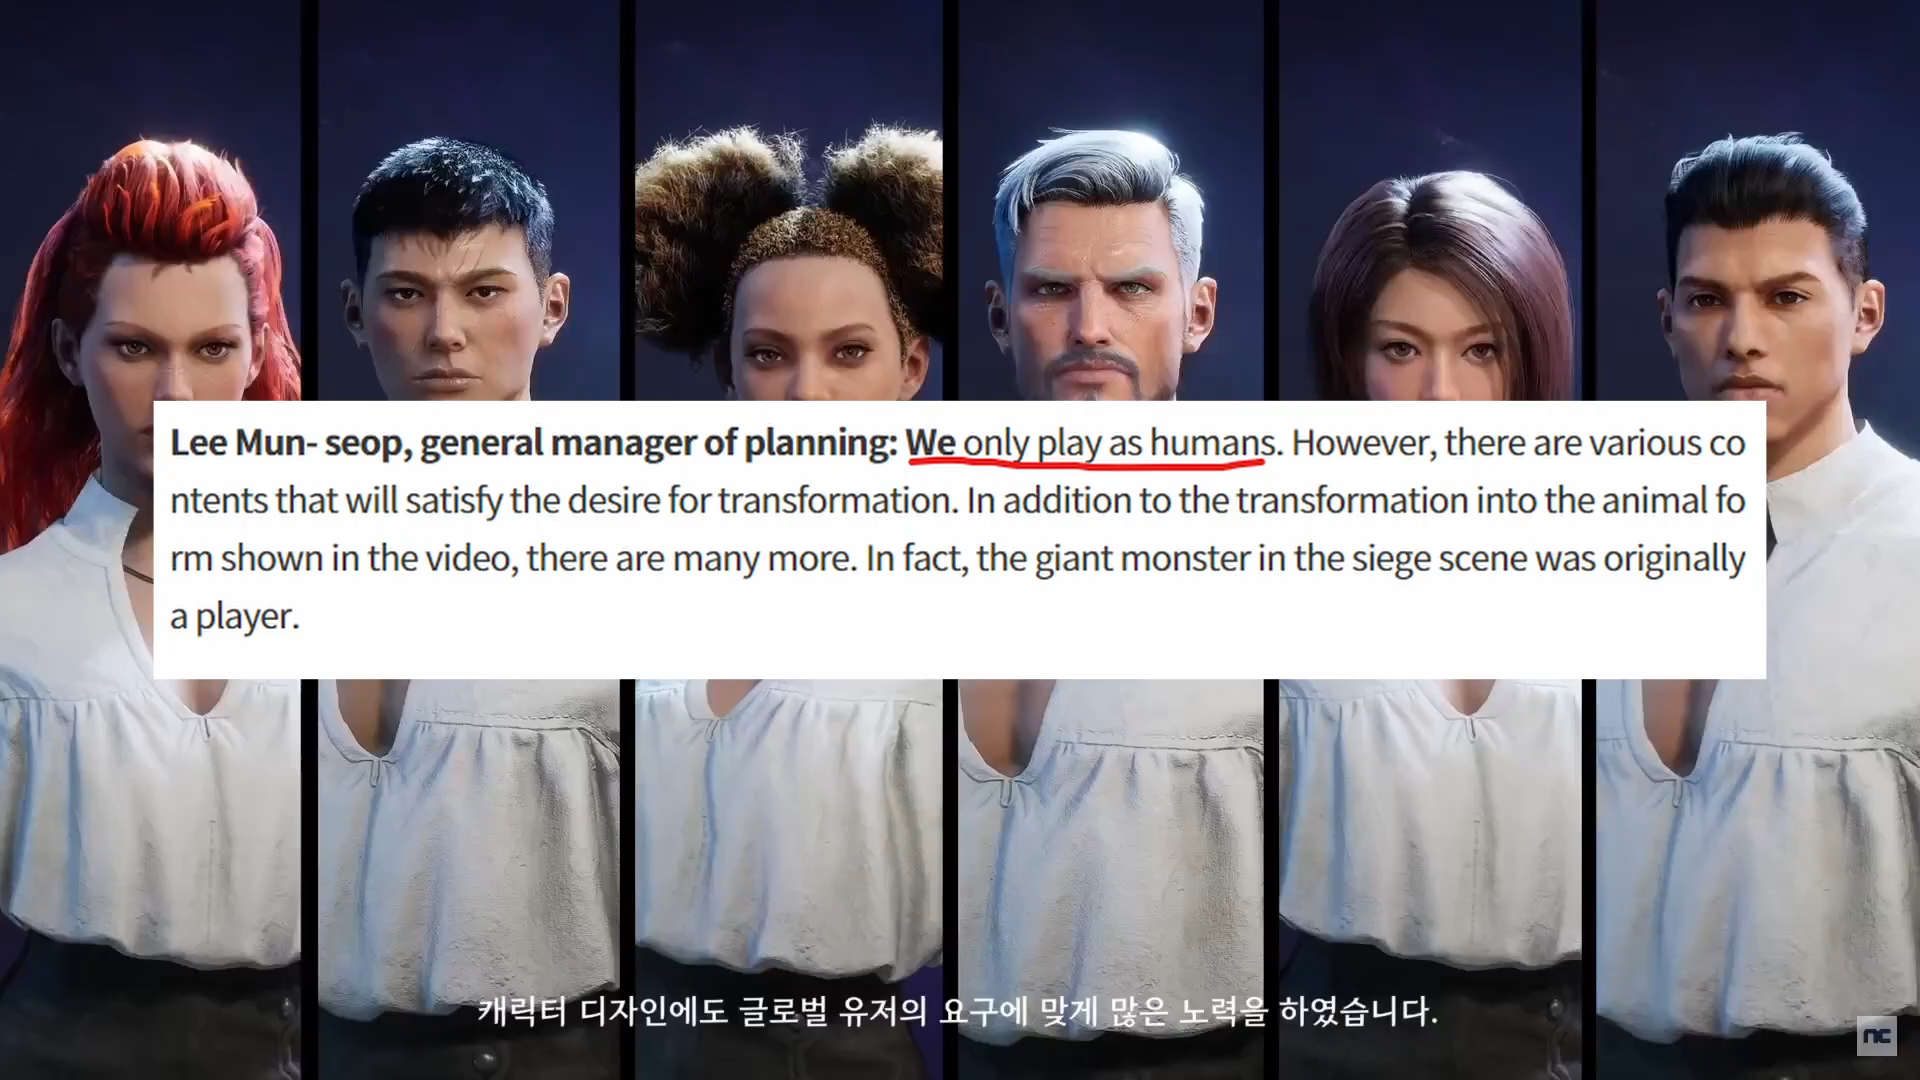 Lee Mun- seop, general manager of planning: We only play as humans. However, there are various co
ntents that will satisfy the desire for transformation. In addition to the transformation into the animal fo
rm shown in the video, there are many more. In fact, the giant monster in the siege scene was originally
a player.
캐릭터 디자인에도 글로벌 유저의 요구에 맞게 많은 노력을 하였습니다.
nc